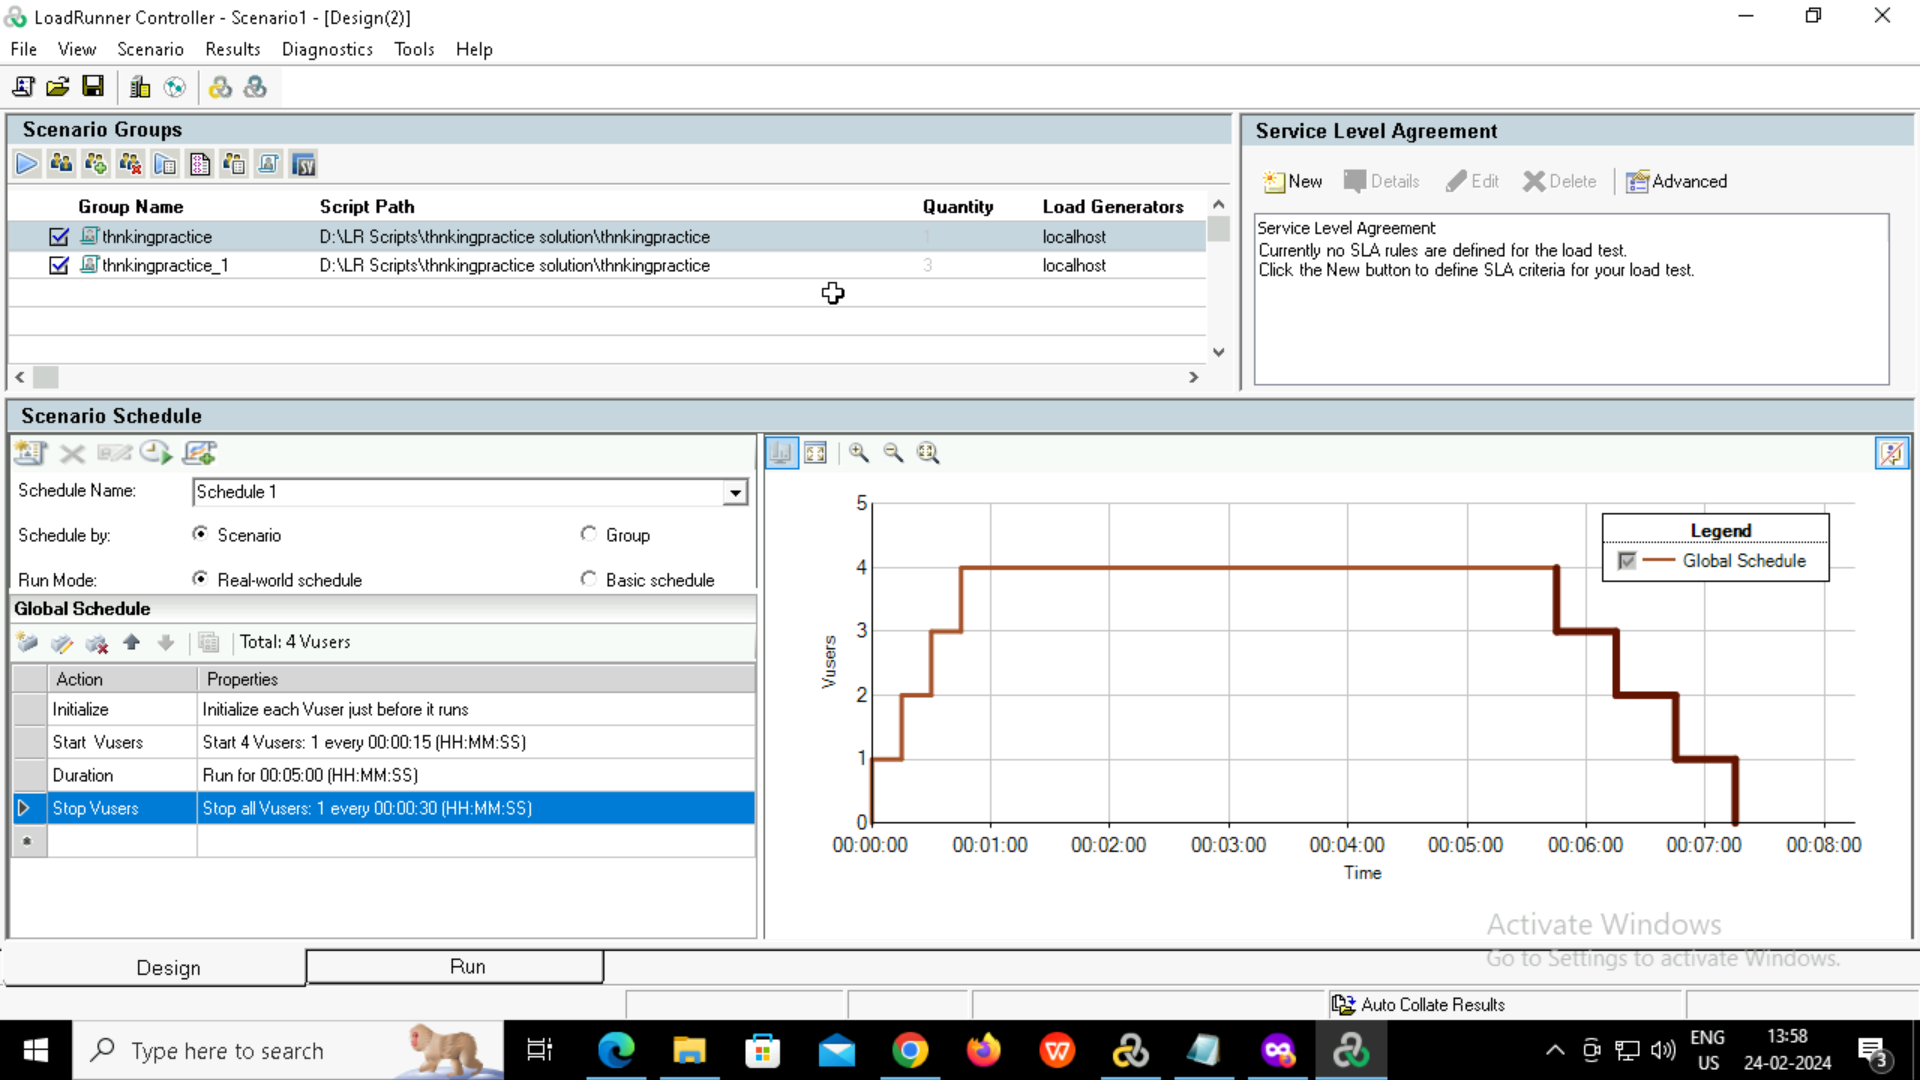 LoadRunner Controller - Scenario1 - [Design(2)]
File View Scenario Results Diagnostics Tools Help
Scenario Groups
Group Name Script Path Quantity Load Generators
thnkingpractice D:\LR Scripts\thnkingpractice solution\thnkingpractice 1 localhost
thnkingpractice_1 D:\LR Scripts\thnkingpractice solution\thnkingpractice 3 localhost
Service Level Agreement
New Details Edit Delete Advanced
Service Level Agreement
Currently no SLA rules are defined for the load test.
Click the New button to define SLA criteria for your load test.
Scenario Schedule
Schedule Name: Schedule 1
Schedule by: Scenario Group
Run Mode: Real-world schedule Basic schedule
Global Schedule
Total: 4 Vusers
Action Properties
Initialize Initialize each Vuser just before it runs
Start Vusers Start 4 Vusers: 1 every 00:00:15 (HH:MM:SS)
Duration Run for 00:05:00 (HH:MM:SS)
Stop Vusers Stop all Vusers: 1 every 00:00:30 (HH:MM:SS)
*
5
4
3
2
1
0
Vusers
Legend
Global Schedule
00:00:00 00:01:00 00:02:00 00:03:00 00:04:00 00:05:00 00:06:00 00:07:00 00:08:00
Time
Activate Windows
Go to Settings to activate Windows.
Design Run
Auto Collate Results
Type here to search
ENG
US
13:58
24-02-2024
3
SV